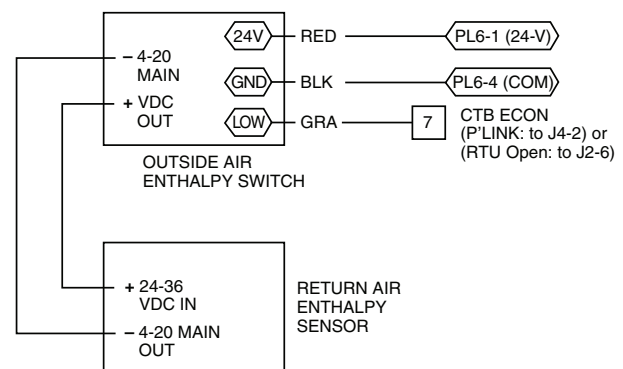 24V RED PL6-1 (24-V)
– 4-20
MAIN
GND BLK PL6-4 (COM)
+ VDC
OUT
LOW GRA 7 CTB ECON
(P'LINK: to J4-2) or
(RTU Open: to J2-6)
OUTSIDE AIR
ENTHALPY SWITCH
+ 24-36
VDC IN
– 4-20 MAIN
OUT
RETURN AIR
ENTHALPY
SENSOR